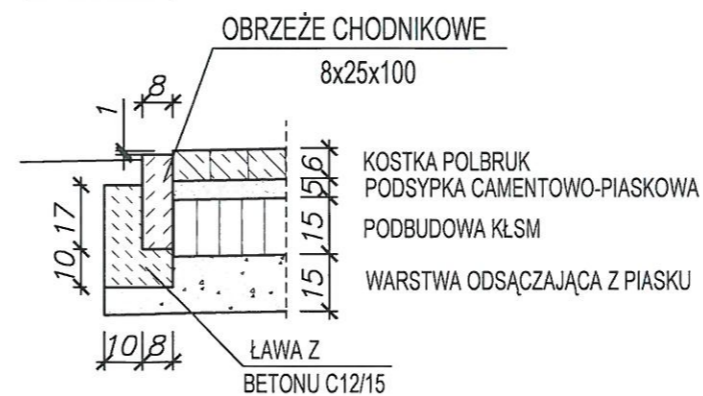 OBRZEŻE CHODNIKOWE
8x25x100
8
1
6
KOSTKA POLBRUK
5
PODSYPKA CAMENTOWO-PIASKOWA
17
15
PODBUDOWA KŁSM
10
15
WARSTWA ODSĄCZAJĄCA Z PIASKU
10 8
ŁAWA Z
BETONU C12/15